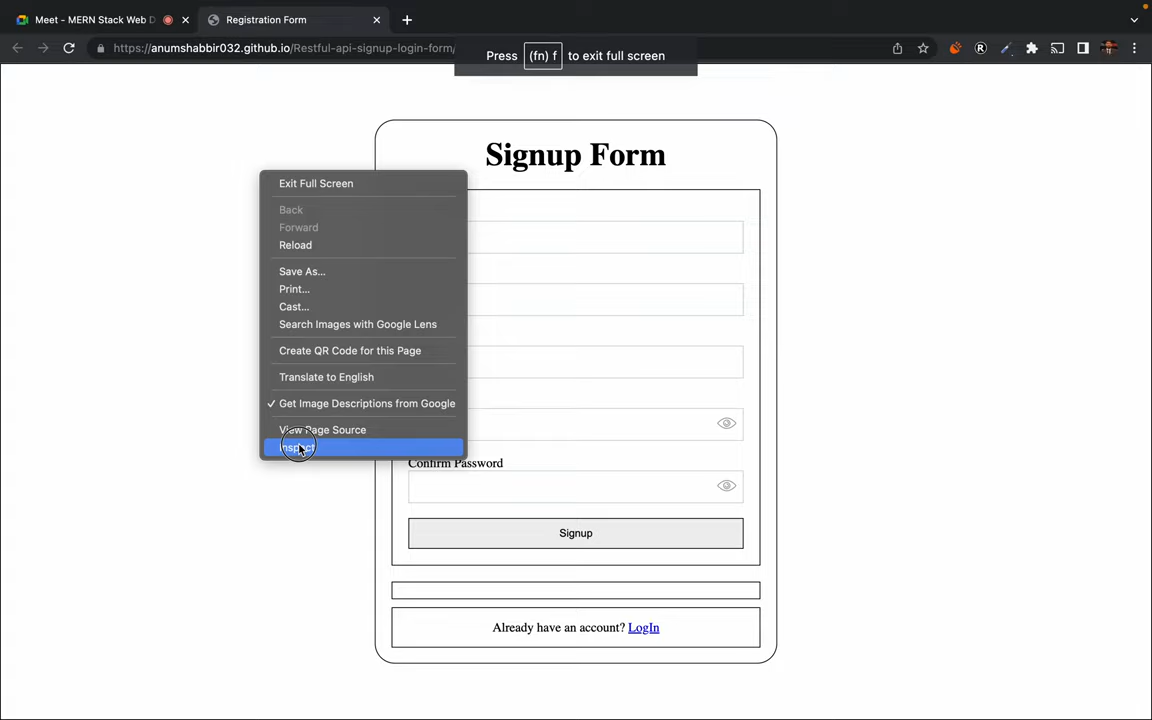 Meet - MERN Stack Web D
Registration Form
https://anumshabbir032.github.io/Restful-api-signup-login-form/
Press (fn) f to exit full screen
Signup Form
Exit Full Screen
Back
Forward
Reload
Save As...
Print...
Cast...
Search Images with Google Lens
Create QR Code for this Page
Translate to English
✓ Get Image Descriptions from Google
View Page Source
Inspect
Confirm Password
Signup
Already have an account? LogIn